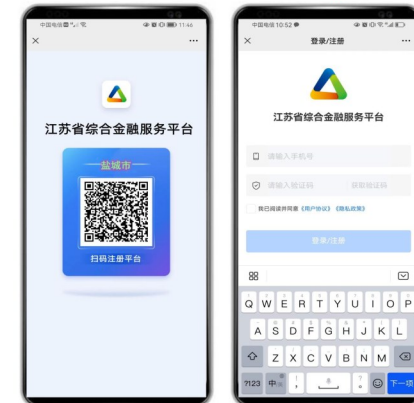 中国电信 11:46
江苏省综合金融服务平台
盐城市
扫码注册平台
中国电信 10:52
登录/注册
江苏省综合金融服务平台
请输入手机号
请输入验证码 获取验证码
我已阅读并同意《用户协议》《隐私政策》
登录/注册
Q W E R T Y U I O P
A S D F G H J K L
Z X C V B N M
?123 中 , 。 下一项